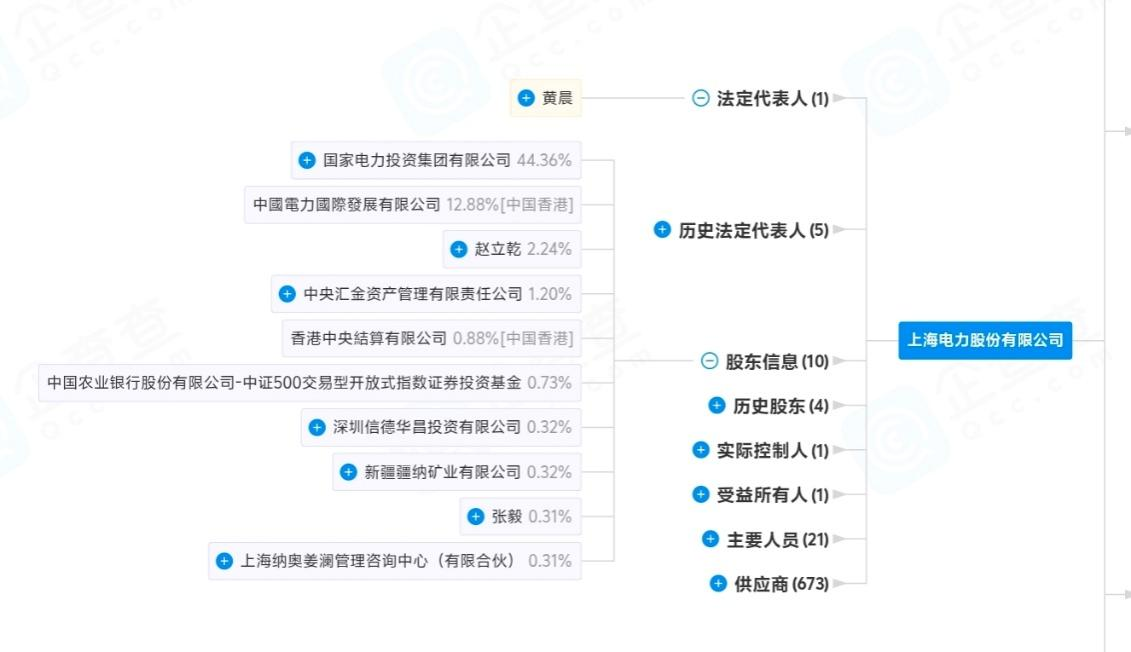 黄晨
法定代表人 (1)
国家电力投资集团有限公司 44.36%
中國電力國際發展有限公司 12.88%[中国香港]
赵立乾 2.24%
历史法定代表人 (5)
中央汇金资产管理有限责任公司 1.20%
香港中央結算有限公司 0.88%[中国香港]
上海电力股份有限公司
股东信息 (10)
中国农业银行股份有限公司-中证500交易型开放式指数证券投资基金 0.73%
历史股东 (4)
深圳信德华昌投资有限公司 0.32%
实际控制人 (1)
新疆疆纳矿业有限公司 0.32%
受益所有人 (1)
张毅 0.31%
主要人员 (21)
上海纳奥姜澜管理咨询中心（有限合伙） 0.31%
供应商 (673)
企查查
Qcc.com